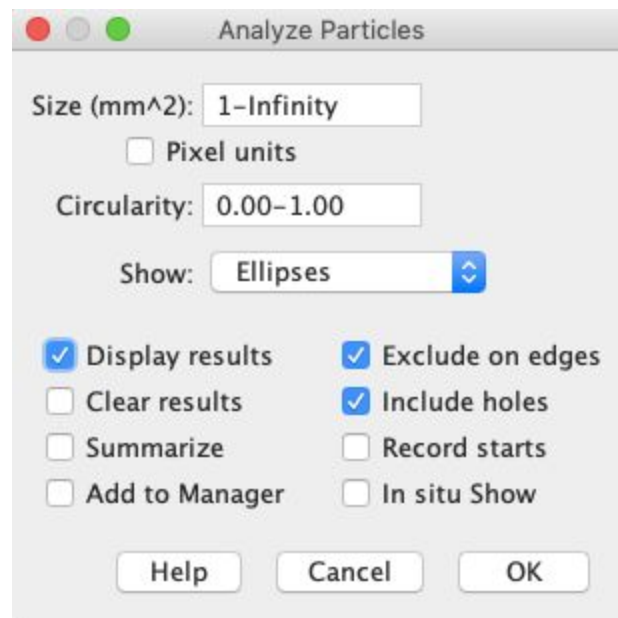 Analyze Particles
Size (mm^2): 1-Infinity
Pixel units
Circularity: 0.00-1.00
Show: Ellipses
Display results Exclude on edges
Clear results Include holes
Summarize Record starts
Add to Manager In situ Show
Help Cancel OK